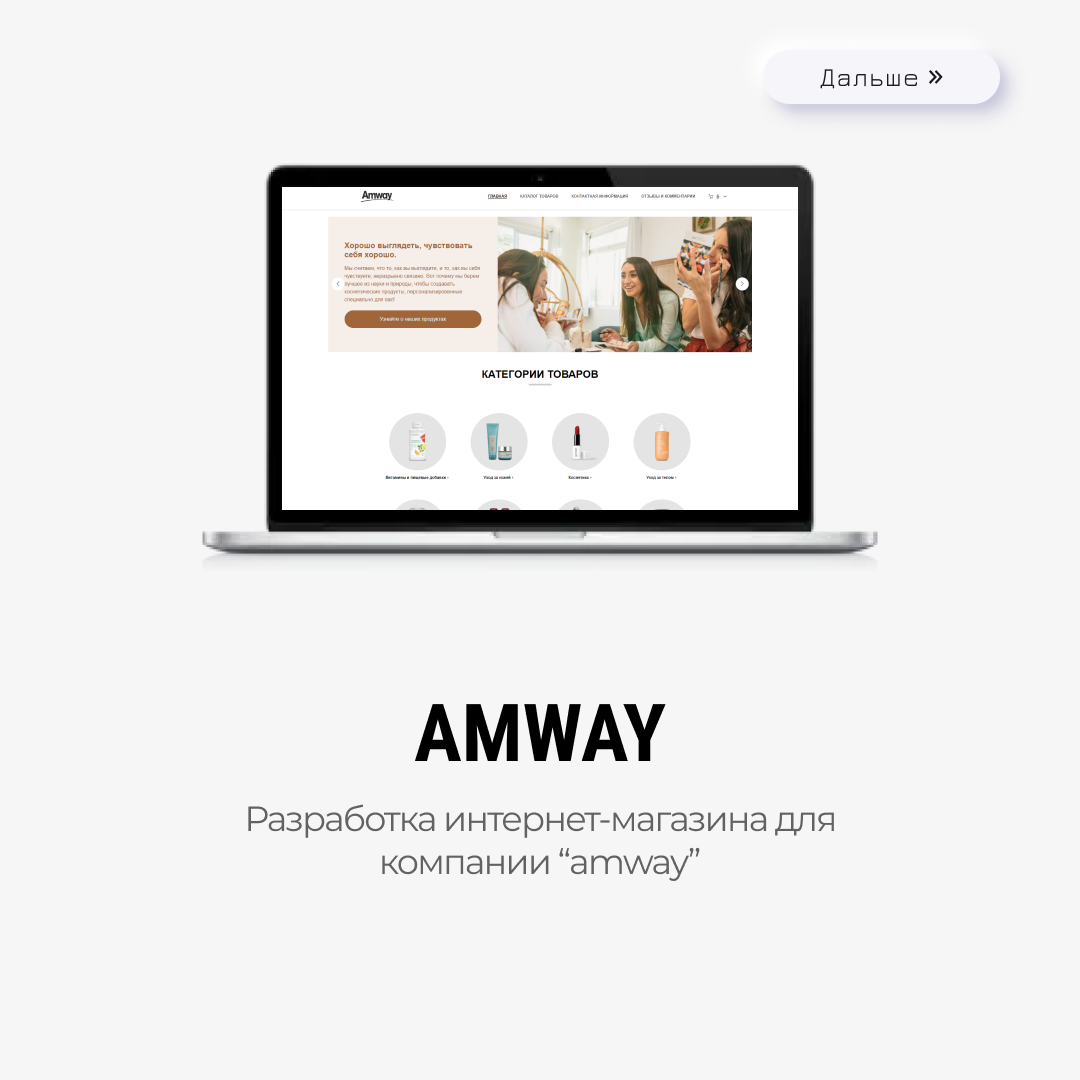 Дальше »
Amway
ГЛАВНАЯ КАТАЛОГ ТОВАРОВ КОНТАКТНАЯ ИНФОРМАЦИЯ ОТЗЫВЫ И КОММЕНТАРИИ
Хорошо выглядеть, чувствовать
себя хорошо.
Мы считаем, что то, как вы выглядите, и то, как вы себя
чувствуете, неразрывно связано. Вот почему мы берем
лучшее из науки и природы, чтобы создавать
косметические продукты, персонализированные
специально для вас!
Узнайте о наших продуктах
КАТЕГОРИИ ТОВАРОВ
Витамины и пищевые добавки ›
Уход за кожей ›
Косметика ›
Уход за телом ›
AMWAY
Разработка интернет-магазина для
компании “amway”